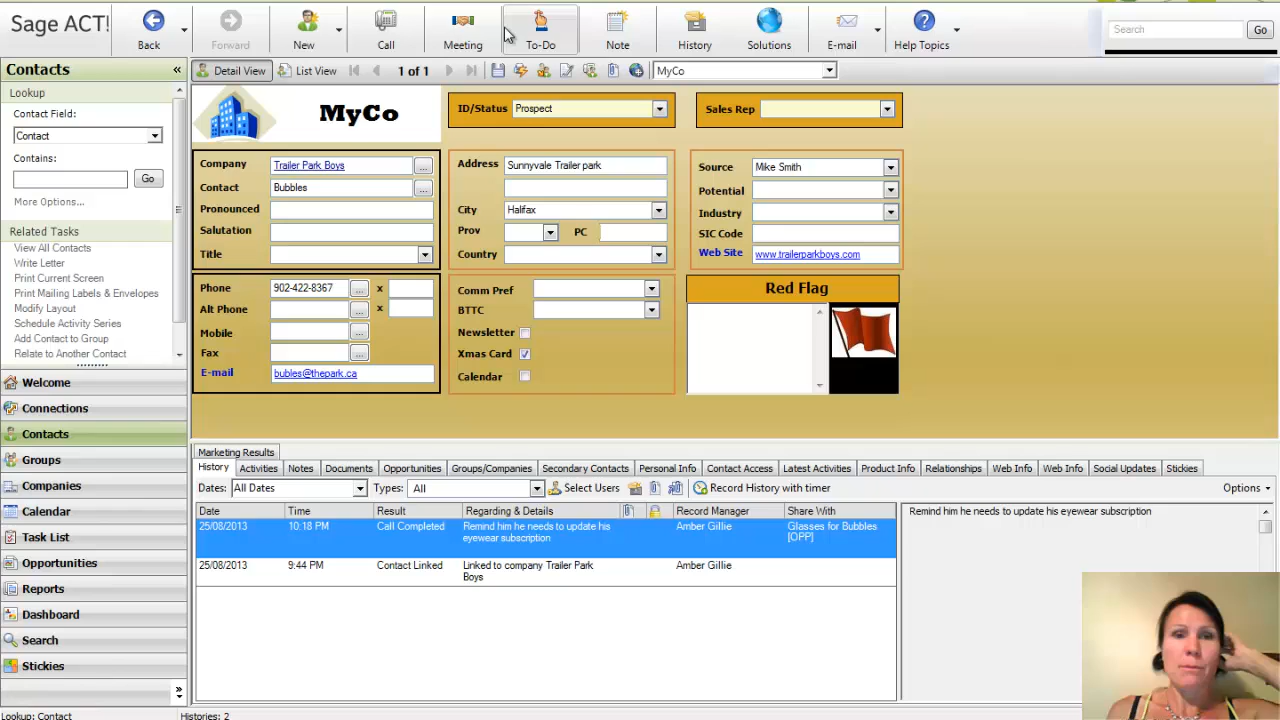 Sage ACT!
Back
Forward
New
Call
Meeting
To-Do
Note
History
Solutions
E-mail
Help Topics
Search
Go
Contacts
«
Detail View
List View
1 of 1
MyCo
Lookup
Contact Field:
Contact
Contains:
Go
More Options...
Related Tasks
View All Contacts
Write Letter
Print Current Screen
Print Mailing Labels & Envelopes
Modify Layout
Schedule Activity Series
Add Contact to Group
Relate to Another Contact
Welcome
Connections
Contacts
Groups
Companies
Calendar
Task List
Opportunities
Reports
Dashboard
Search
Stickies
»
Lookup: Contact
MyCo
ID/Status Prospect
Sales Rep
Company Trailer Park Boys ...
Contact Bubbles ...
Pronounced
Salutation
Title
Address Sunnyvale Trailer park
City Halifax
Prov PC
Country
Source Mike Smith
Potential
Industry
SIC Code
Web Site www.trailerparkboys.com
Phone 902-422-8367 ... x
Alt Phone ... x
Mobile ...
Fax ...
E-mail bubles@thepark.ca
Comm Pref
BTTC
Newsletter
Xmas Card
Calendar
Red Flag
Marketing Results
History Activities Notes Documents Opportunities Groups/Companies Secondary Contacts Personal Info Contact Access Latest Activities Product Info Relationships Web Info Web Info Social Updates Stickies
Dates: All Dates Types: All Select Users Record History with timer Options
Date Time Result Regarding & Details Record Manager Share With
25/08/2013 10:18 PM Call Completed Remind him he needs to update his Amber Gillie Glasses for Bubbles
eyewear subscription [OPP]
25/08/2013 9:44 PM Contact Linked Linked to company Trailer Park Amber Gillie
Boys
Remind him he needs to update his eyewear subscription
Histories: 2